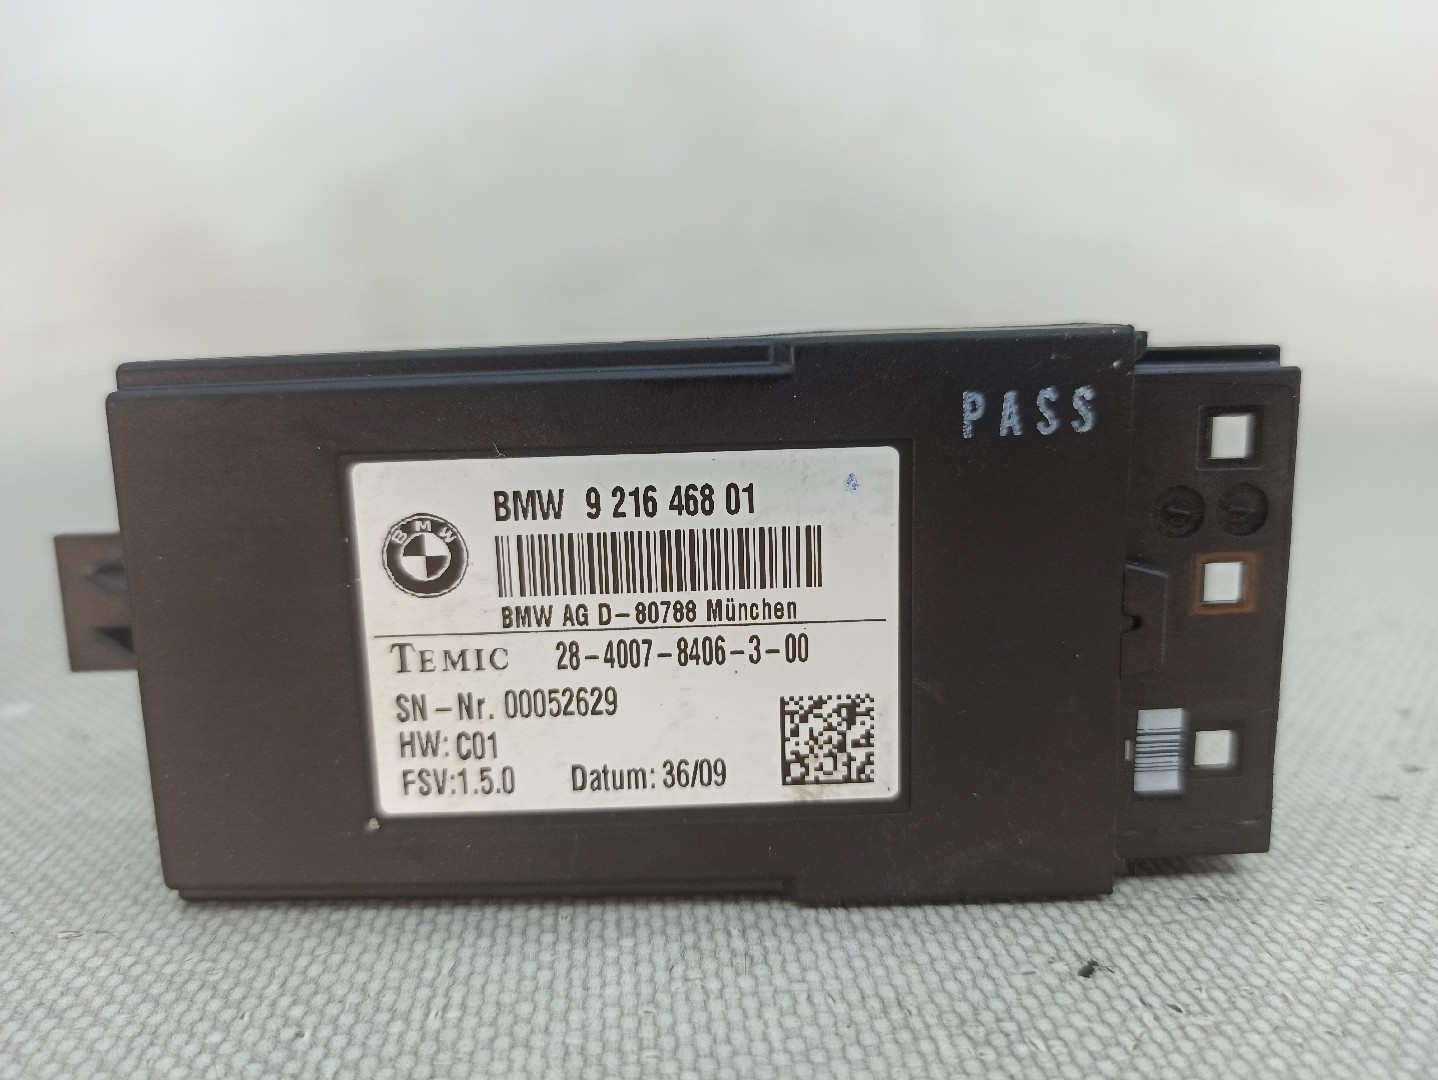 PASS
BMW 9 216 468 01
BMW
BMW AG D-80788 München
TEMIC 28-4007-8406-3-00
SN-Nr. 00052629
HW: C01
FSV:1.5.0 Datum: 36/09